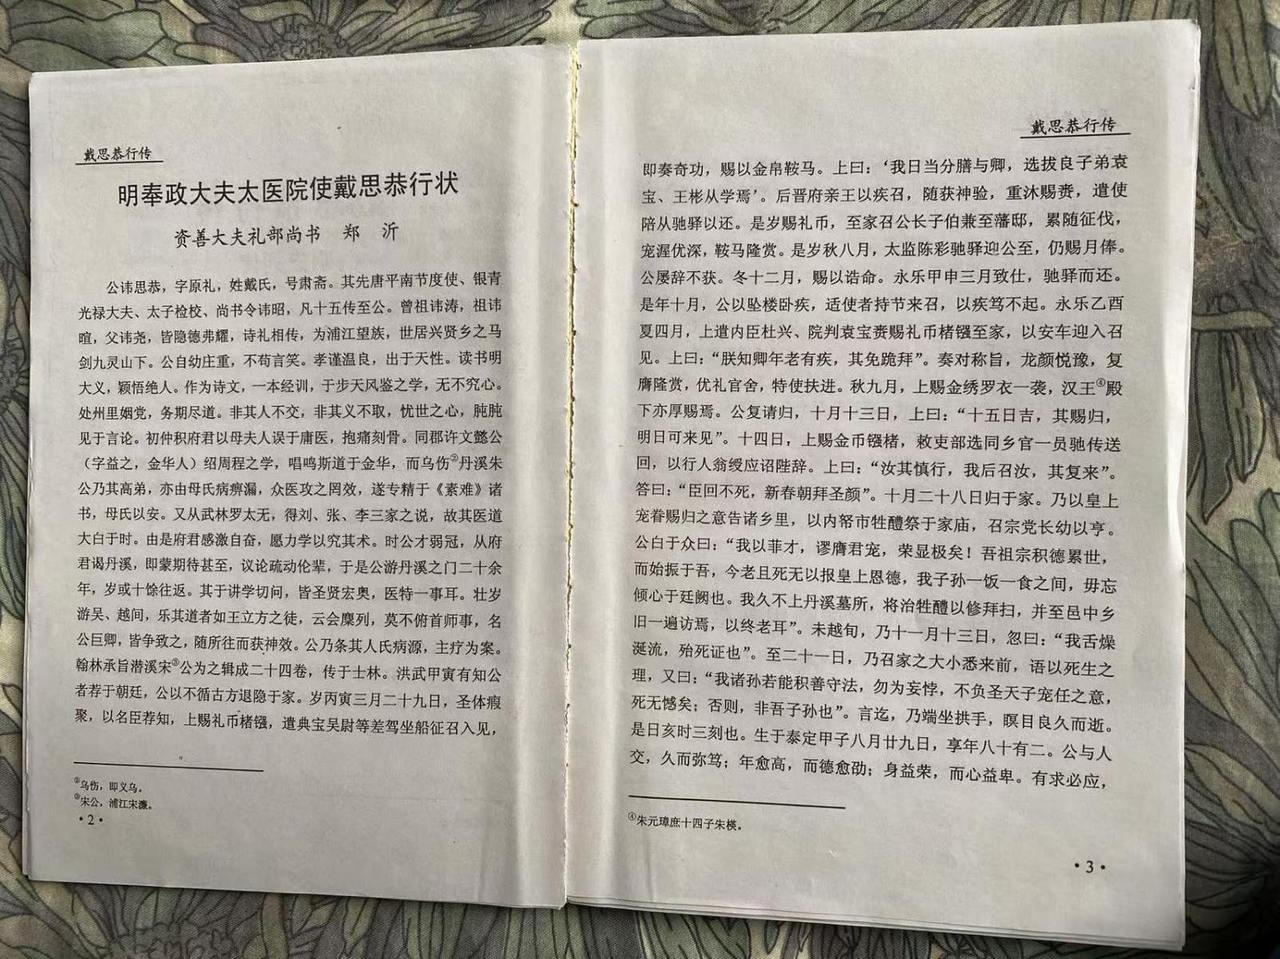 戴思恭行传
明奉政大夫太医院使戴思恭行状
资善大夫礼部尚书 郑 沂
公讳思恭，字原礼，姓戴氏，号肃斋。其先唐平南节度使、银青
光禄大夫、太子检校、尚书令讳昭，凡十五传至公。曾祖讳涛，祖讳
暄，父讳尧，皆隐德弗耀，诗礼相传，为浦江望族，世居兴贤乡之马
剑九灵山下。公自幼庄重，不苟言笑。孝谨温良，出于天性。读书明
大义，颖悟绝人。作为诗文，一本经训，于步天风鉴之学，无不究心。
处州里姻党，务期尽道。非其人不交，非其义不取，忧世之心，肫肫
见于言论。初仲积府君以母夫人误于庸医，抱痛刻骨。同郡许文懿公
（字益之，金华人）绍周程之学，唱鸣斯道于金华，而乌伤②丹溪朱
公乃其高弟，亦由母氏病痹漏，众医攻之罔效，遂专精于《素难》诸
书，母氏以安。又从武林罗太无，得刘、张、李三家之说，故其医道
大白于时。由是府君感激自奋，愿力学以究其术。时公才弱冠，从府
君谒丹溪，即蒙期待甚至，议论疏动伦辈，于是公游丹溪之门二十余
年，岁或十馀往返。其于讲学切问，皆圣贤宏奥，医特一事耳。壮岁
游吴、越间，乐其道者如王立方之徒，云会麇列，莫不俯首师事，名
公巨卿，皆争致之，随所往而获神效。公乃条其人氏病源，主疗为案。
翰林承旨潜溪宋③公为之辑成二十四卷，传于士林。洪武甲寅有知公
者荐于朝廷，公以不循古方退隐于家。岁丙寅三月二十九日，圣体瘕
聚，以名臣荐知，上赐礼币楮镪，遣典宝吴尉等差驾坐船征召入见，
②乌伤，即义乌。
③宋公，浦江宋濂。
·2·
戴思恭行传
即奏奇功，赐以金帛鞍马。上曰：‘我日当分膳与卿，选拔良子弟袁
宝、王彬从学焉’。后晋府亲王以疾召，随获神验，重沐赐赉，遣使
陪从驰驿以还。是岁赐礼币，至家召公长子伯兼至藩邸，累随征伐，
宠渥优深，鞍马隆赏。是岁秋八月，太监陈彩驰驿迎公至，仍赐月俸。
公屡辞不获。冬十二月，赐以诰命。永乐甲申三月致仕，驰驿而还。
是年十月，公以坠楼卧疾，适使者持节来召，以疾笃不起。永乐乙酉
夏四月，上遣内臣杜兴、院判袁宝赉赐礼币楮镪至家，以安车迎入召
见。上曰：“朕知卿年老有疾，其免跪拜”。奏对称旨，龙颜悦豫，复
膺隆赏，优礼官舍，特使扶进。秋九月，上赐金绣罗衣一袭，汉王④殿
下亦厚赐焉。公复请归，十月十三日，上曰：“十五日吉，其赐归，
明日可来见”。十四日，上赐金币镪楮，敕吏部选同乡官一员驰传送
回，以行人翁绶应诏陛辞。上曰：“汝其慎行，我后召汝，其复来”。
答曰：“臣回不死，新春朝拜圣颜”。十月二十八日归于家。乃以皇上
宠眷赐归之意告诸乡里，以内帑市牲醴祭于家庙，召宗党长幼以亨。
公白于众曰：“我以菲才，谬膺君宠，荣显极矣！吾祖宗积德累世，
而始振于吾，今老且死无以报皇上恩德，我子孙一饭一食之间，毋忘
倾心于廷阙也。我久不上丹溪墓所，将治牲醴以修拜扫，并至邑中乡
旧一遍访焉，以终老耳”。未越旬，乃十一月十三日，忽曰：“我舌燥
涎流，殆死证也”。至二十一日，乃召家之大小悉来前，语以死生之
理，又曰：“我诸孙若能积善守法，勿为妄悖，不负圣天子宠任之意，
死无憾矣；否则，非吾子孙也”。言迄，乃端坐拱手，瞑目良久而逝。
是日亥时三刻也。生于泰定甲子八月廿九日，享年八十有二。公与人
交，久而弥笃；年愈高，而德愈劭；身益荣，而心益卑。有求必应，
④朱元璋庶十四子朱楧。
·3·